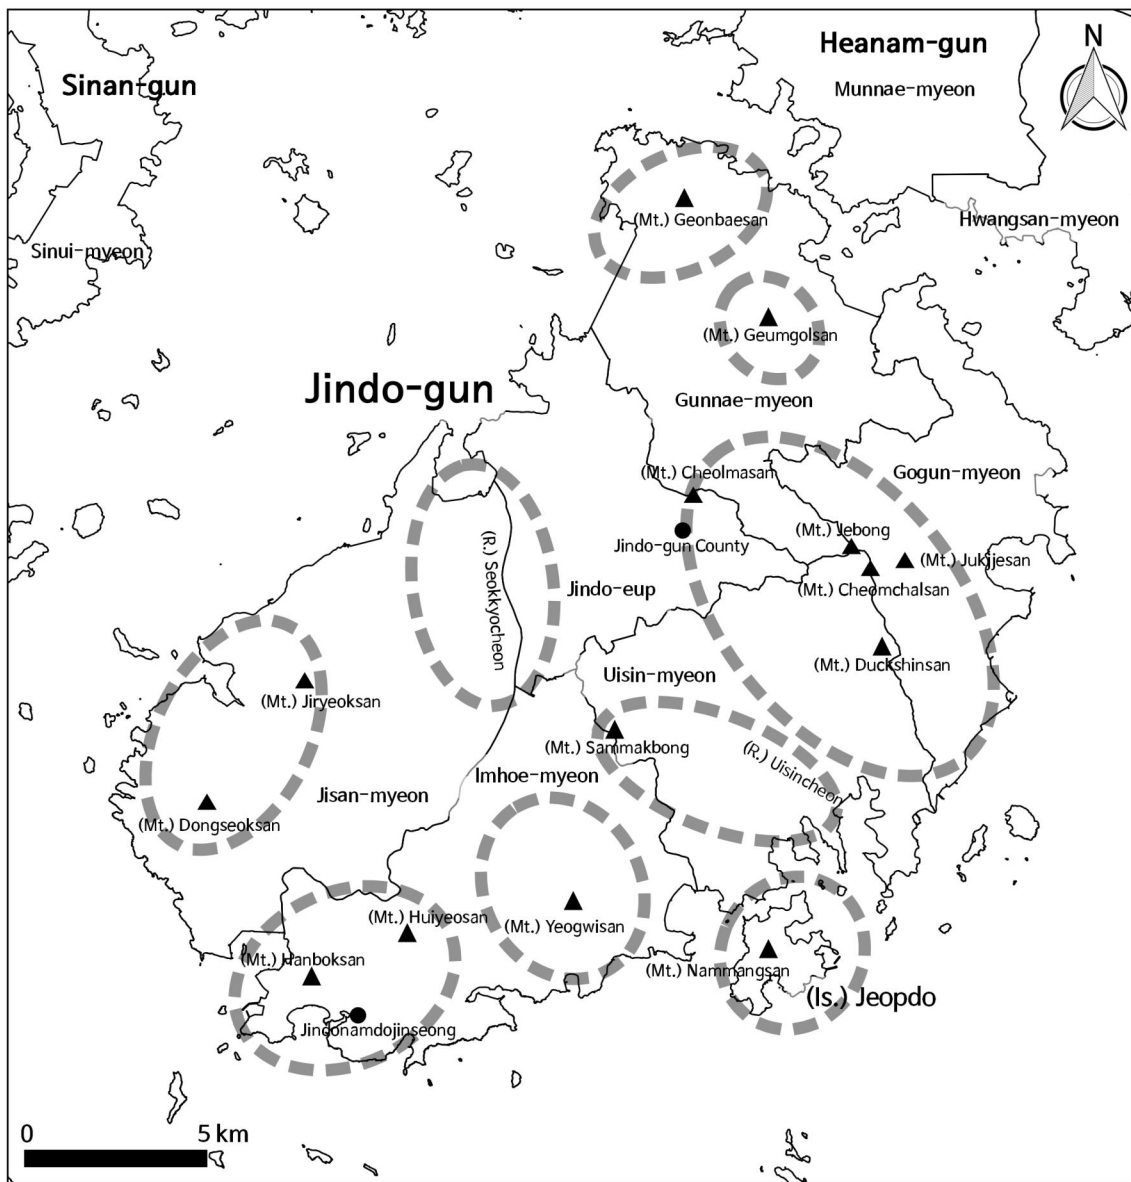 Heanam-gun
N
Sinan-gun
Munnae-myeon
(Mt.) Geonbaesan
Hwangsan-myeon
Sinui-myeon
(Mt.) Geumgolsan
Jindo-gun
Gunnae-myeon
(Mt.) Cheolmasan
Gogun-myeon
(Mt.) Jebong
Jindo-gun County
(Mt.) Jukjjesan
(R.) Seokkyocheon
Jindo-eup
(Mt.) Cheomchalsan
(Mt.) Duckshinsan
Uisin-myeon
(Mt.) Jiryeoksan
(Mt.) Sammakbong
(R.) Uisincheon
Imhoe-myeon
Jisan-myeon
(Mt.) Dongseoksan
(Mt.) Huiyeosan
(Mt.) Yeogwisan
(Mt.) Hanboksan
(Mt.) Nammangsan
(Is.) Jeopdo
Jindonamdojinseong
0 5 km